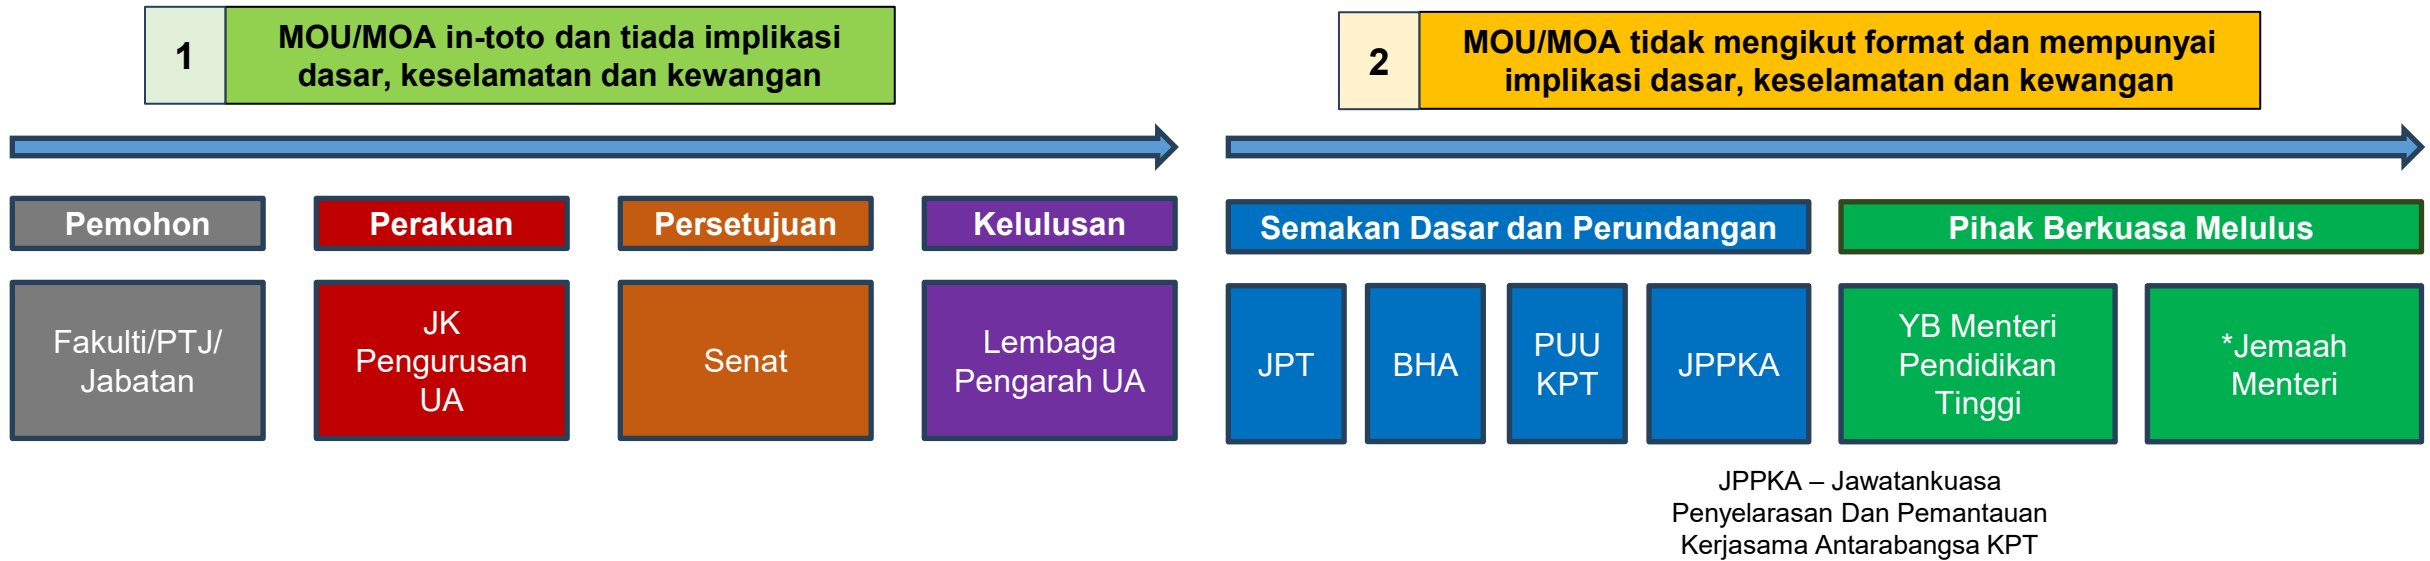 1
MOU/MOA in-toto dan tiada implikasi
dasar, keselamatan dan kewangan
2
MOU/MOA tidak mengikut format dan mempunyai
implikasi dasar, keselamatan dan kewangan
Pemohon
Perakuan
Persetujuan
Kelulusan
Semakan Dasar dan Perundangan
Pihak Berkuasa Melulus
Fakulti/PTJ/
Jabatan
JK
Pengurusan
UA
Senat
Lembaga
Pengarah UA
JPT
BHA
PUU
KPT
JPPKA
YB Menteri
Pendidikan
Tinggi
*Jemaah
Menteri
JPPKA – Jawatankuasa
Penyelarasan Dan Pemantauan
Kerjasama Antarabangsa KPT